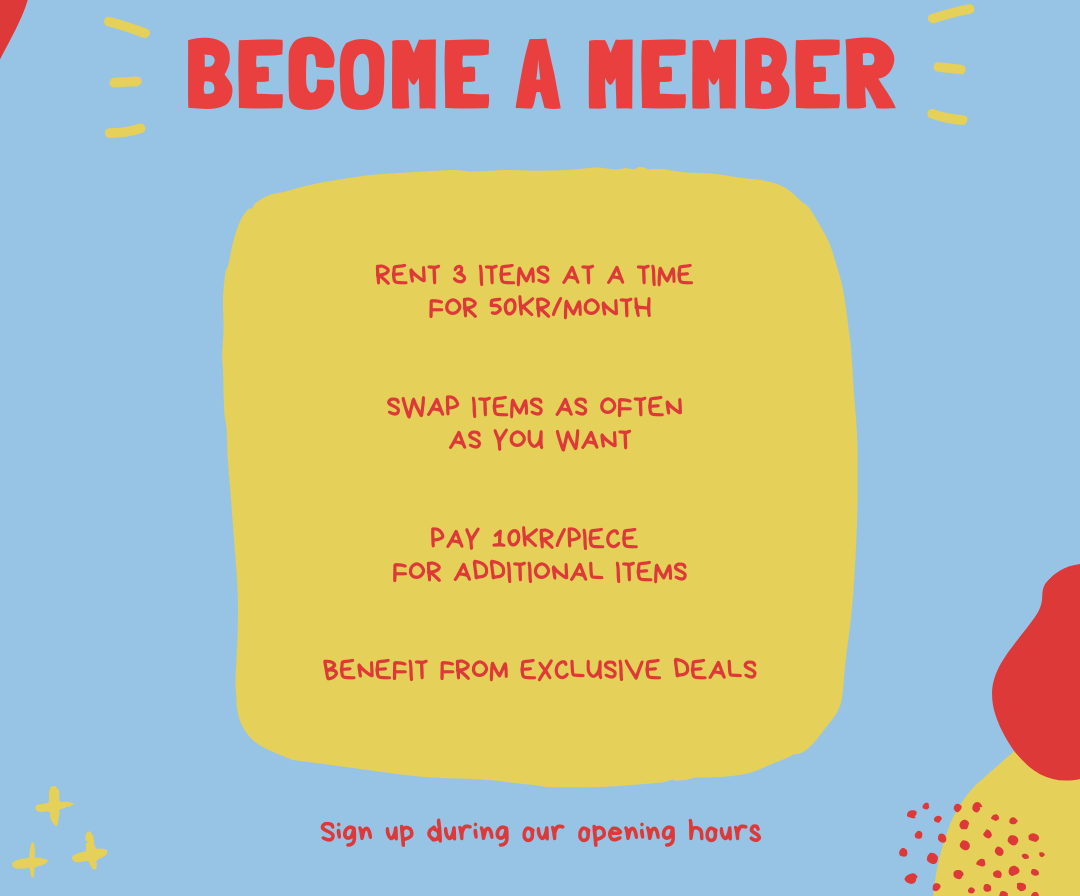 BECOME A MEMBER
RENT 3 ITEMS AT A TIME
FOR 50KR/MONTH
SWAP ITEMS AS OFTEN
AS YOU WANT
PAY 10KR/PIECE
FOR ADDITIONAL ITEMS
BENEFIT FROM EXCLUSIVE DEALS
Sign up during our opening hours